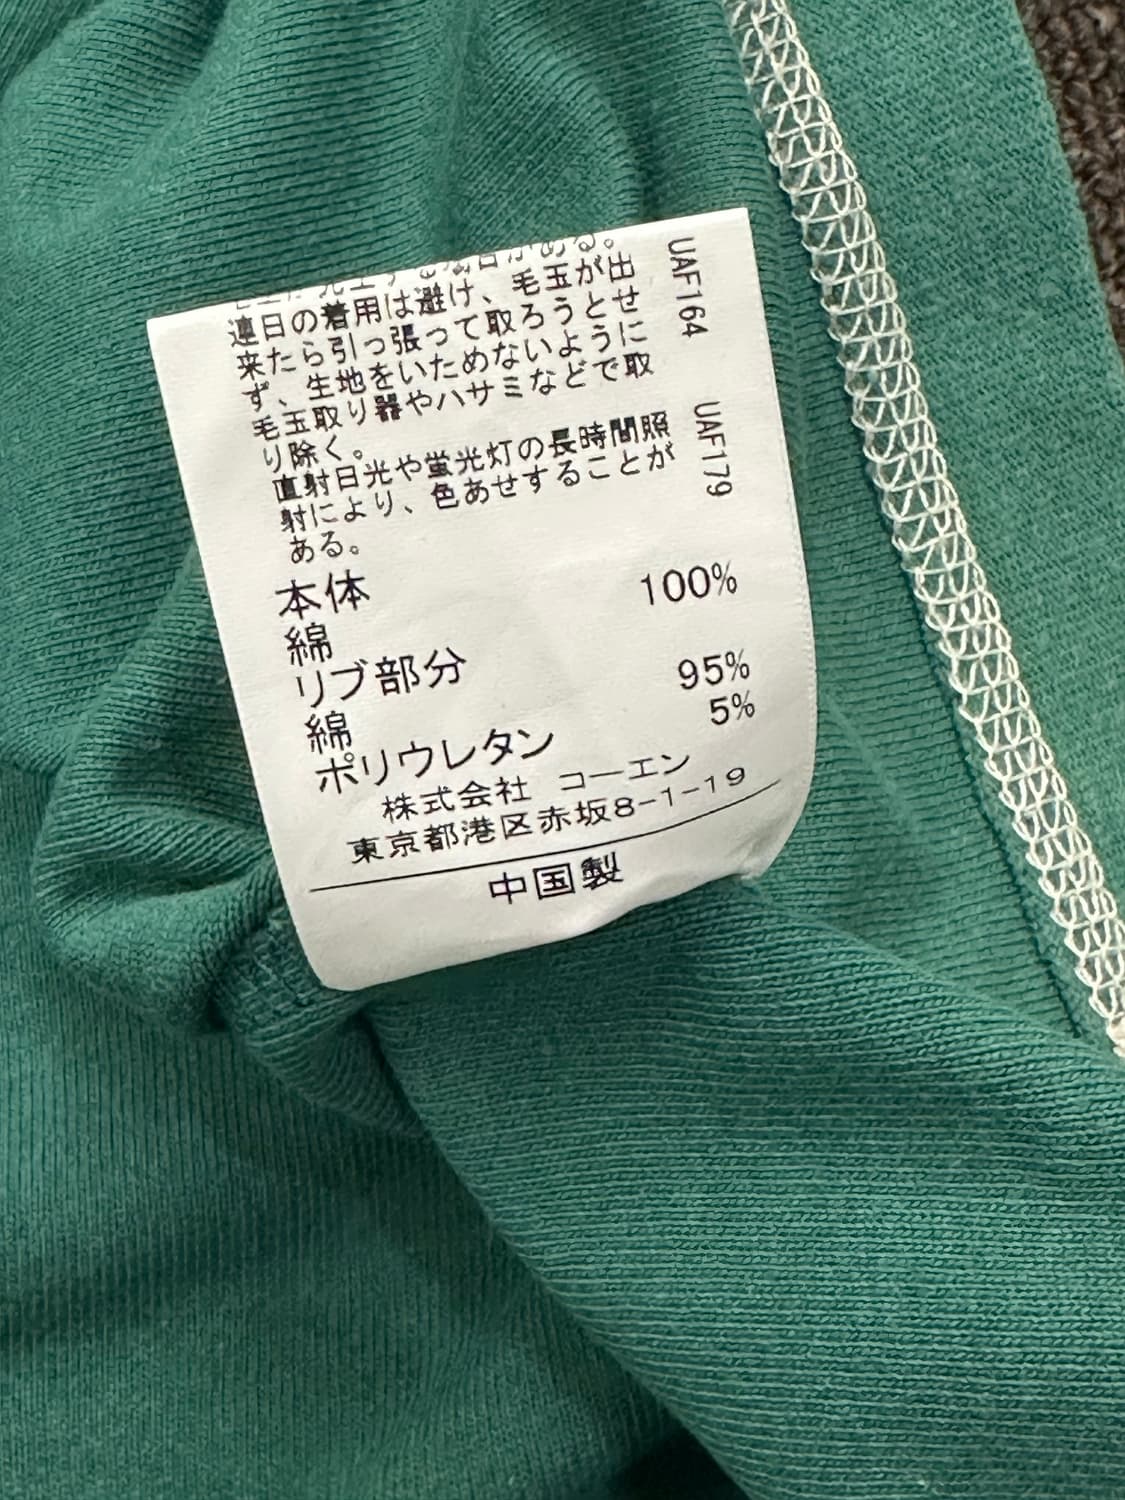 場合がある。
連日の着用は避け、毛玉が出
来たら引っ張って取ろうとせ
ず、生地をいためないように
毛玉取り器やハサミなどで取
り除く。
直射日光や蛍光灯の長時間照
射により、色あせすることが
ある。
UAF164
UAF179
本体
綿 100%
リブ部分
綿 95%
ポリウレタン 5%
株式会社 コーエン
東京都港区赤坂8-1-19
中国製